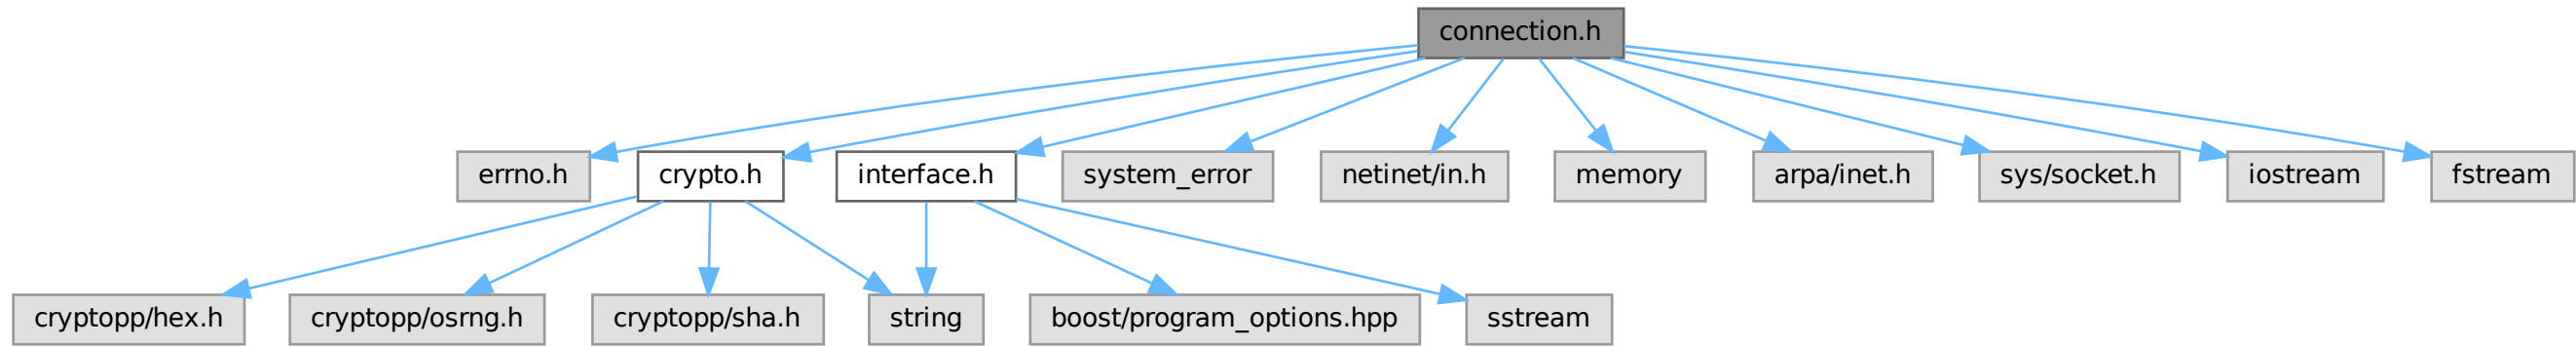 connection.h
errno.h
crypto.h
interface.h
system_error
netinet/in.h
memory
arpa/inet.h
sys/socket.h
iostream
fstream
cryptopp/hex.h
cryptopp/osrng.h
cryptopp/sha.h
string
boost/program_options.hpp
sstream